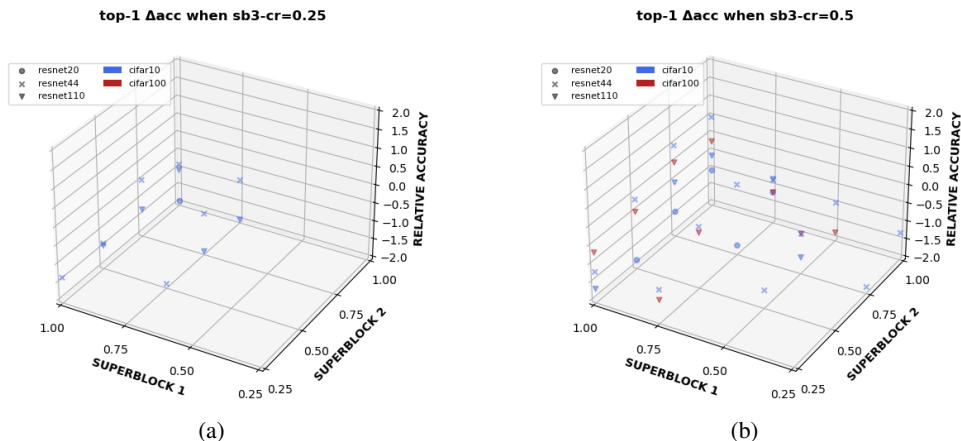 top-1 Δacc when sb3-cr=0.25
resnet20 cifar10
resnet44 cifar100
resnet110
2.0
1.5
1.0
0.5
0.0
−0.5
−1.0
−1.5
−2.0
RELATIVE ACCURACY
1.00
0.75
0.50
0.25
SUPERBLOCK 1
0.25
0.50
0.75
1.00
SUPERBLOCK 2
(a)
top-1 Δacc when sb3-cr=0.5
resnet20 cifar10
resnet44 cifar100
resnet110
2.0
1.5
1.0
0.5
0.0
−0.5
−1.0
−1.5
−2.0
RELATIVE ACCURACY
1.00
0.75
0.50
0.25
SUPERBLOCK 1
0.25
0.50
0.75
1.00
SUPERBLOCK 2
(b)